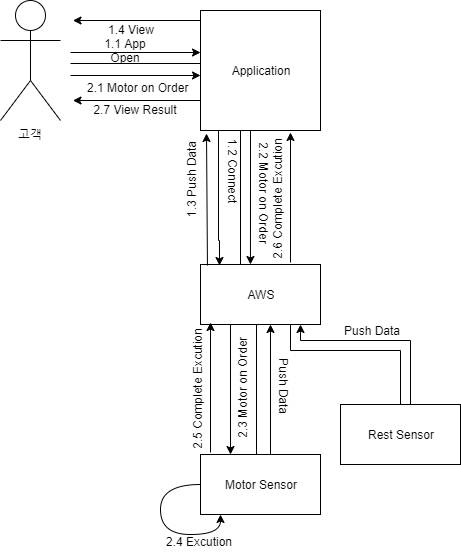 1.4 View
1.1 App
Open
2.1 Motor on Order
2.7 View Result
고객
Application
1.3 Push Data
1.2 Connect
2.2 Motor on Order
2.6 Complete Excution
AWS
Push Data
2.5 Complete Excution
2.3 Motor on Order
Push Data
Rest Sensor
Motor Sensor
2.4 Excution